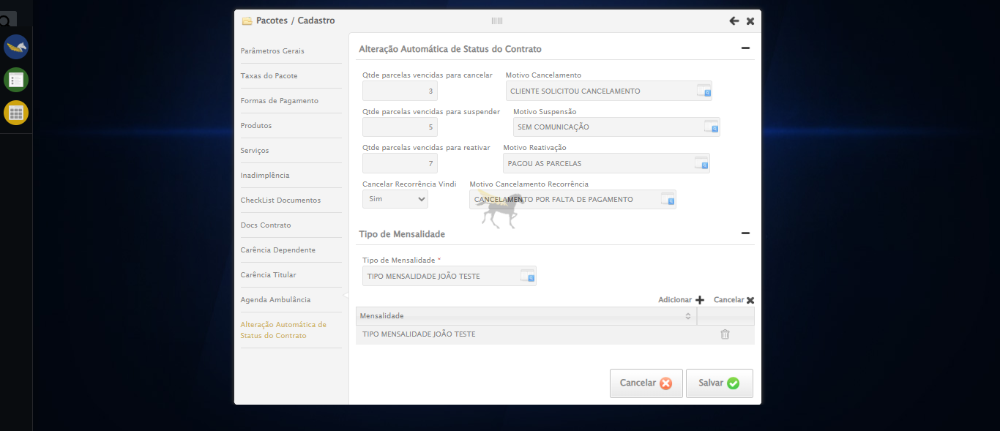 Pacotes / Cadastro
Parâmetros Gerais
Taxas do Pacote
Formas de Pagamento
Produtos
Serviços
Inadimplência
CheckList Documentos
Docs Contrato
Carência Dependente
Carência Titular
Agenda Ambulância
Alteração Automática de
Status do Contrato
Alteração Automática de Status do Contrato
Qtde parcelas vencidas para cancelar Motivo Cancelamento
3 CLIENTE SOLICITOU CANCELAMENTO
Qtde parcelas vencidas para suspender Motivo Suspensão
5 SEM COMUNICAÇÃO
Qtde parcelas vencidas para reativar Motivo Reativação
7 PAGOU AS PARCELAS
Cancelar Recorrência Vindi Motivo Cancelamento Recorrência
Sim CANCELAMENTO POR FALTA DE PAGAMENTO
Tipo de Mensalidade
Tipo de Mensalidade *
TIPO MENSALIDADE JOÃO TESTE
Adicionar Cancelar
Mensalidade
TIPO MENSALIDADE JOÃO TESTE
Cancelar Salvar